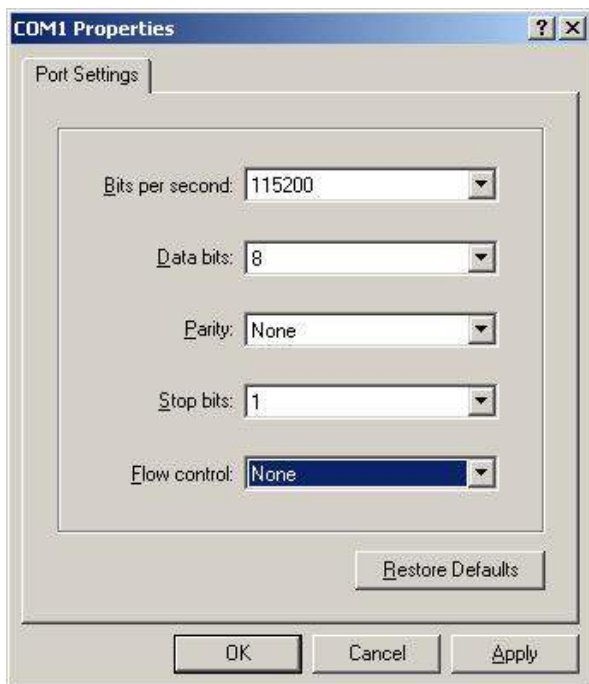 COM1 Properties
Port Settings
Bits per second: 115200
Data bits: 8
Parity: None
Stop bits: 1
Flow control: None
Restore Defaults
OK Cancel Apply